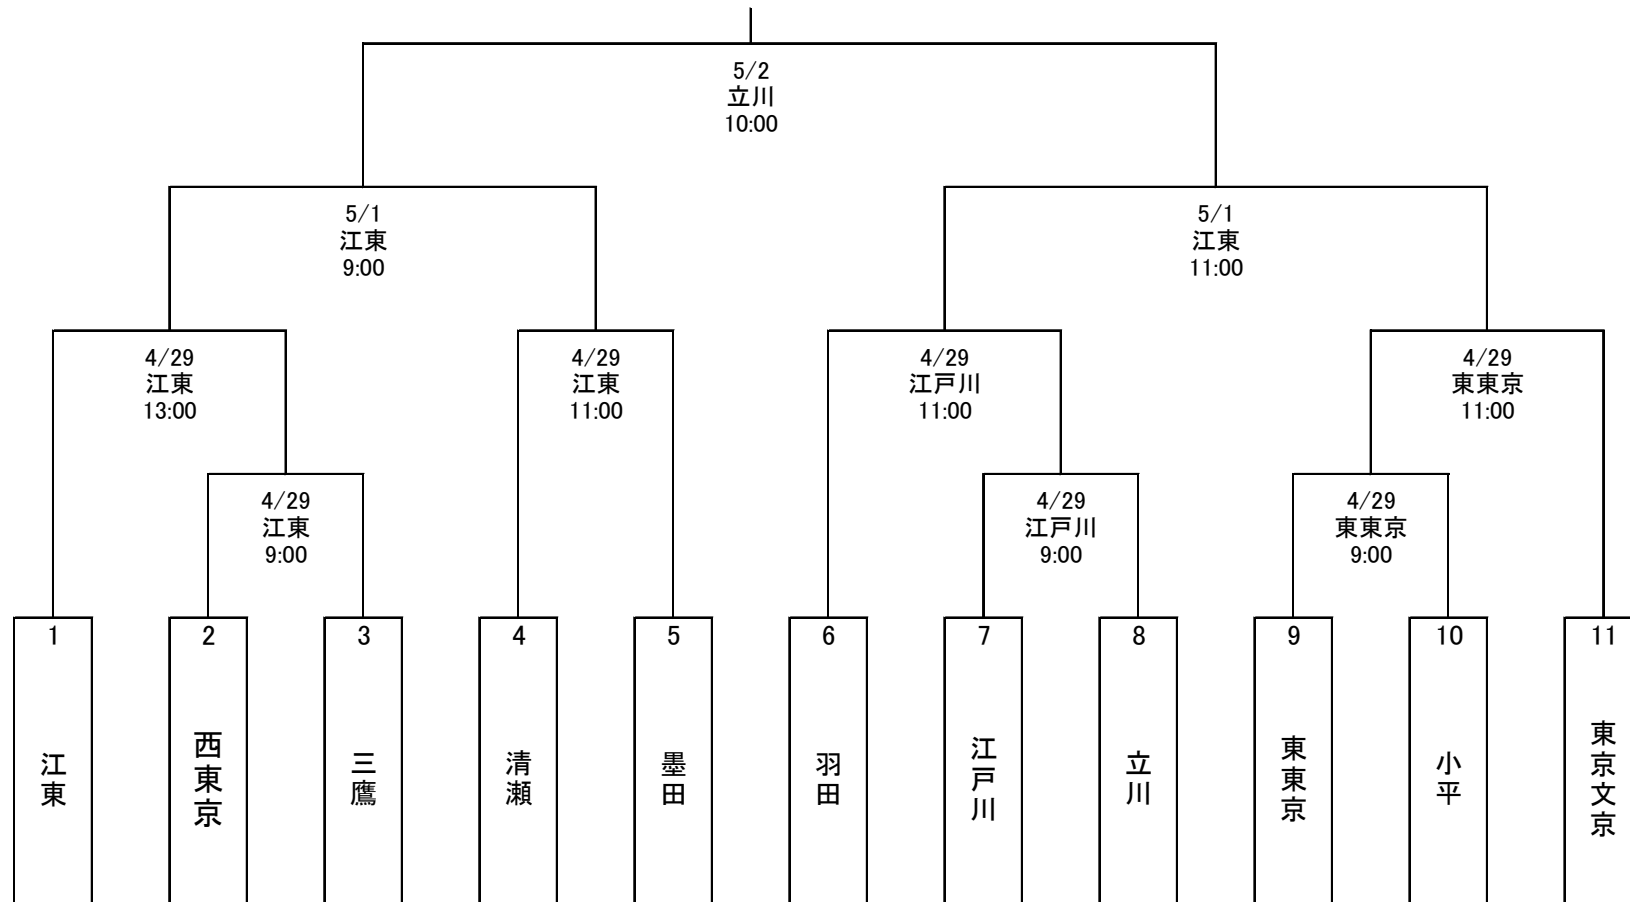 5/2
立川
10:00
5/1
江東
9:00
5/1
江東
11:00
4/29
江東
13:00
4/29
江東
11:00
4/29
江戸川
11:00
4/29
東東京
11:00
4/29
江東
9:00
4/29
江戸川
9:00
4/29
東東京
9:00
1
江東
2
西東京
3
三鷹
4
清瀬
5
墨田
6
羽田
7
江戸川
8
立川
9
東東京
10
小平
11
東京文京